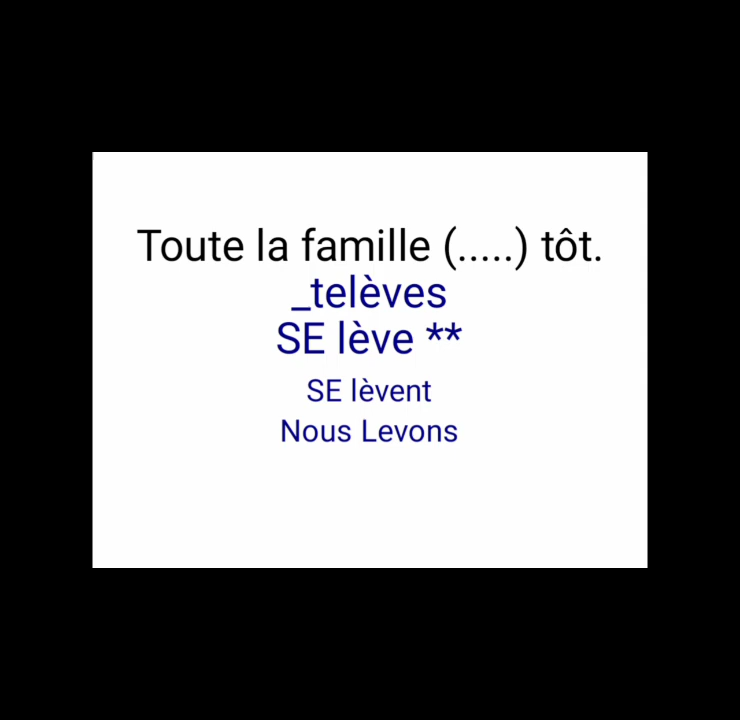 Toute la famille (.....) tôt.
_telèves
SE lève **
SE lèvent
Nous Levons